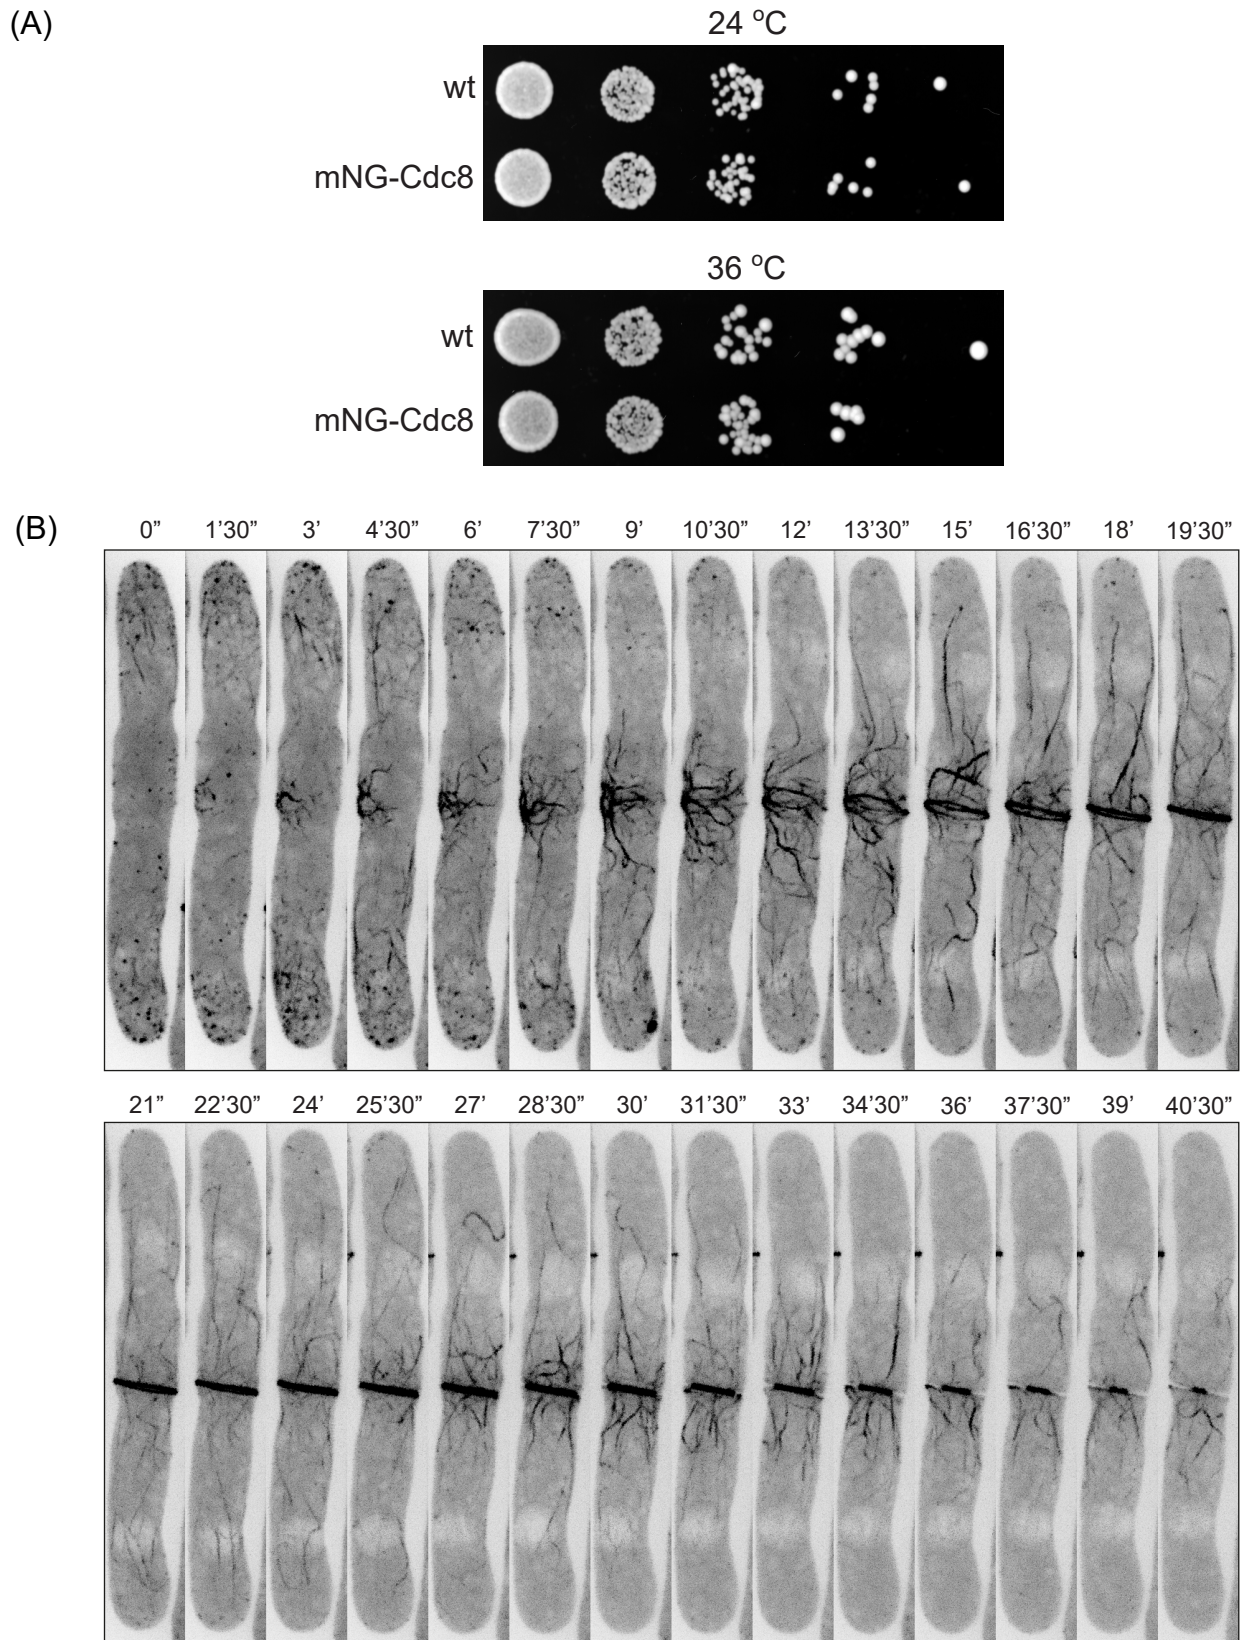 (A)
24 °C
wt
mNG-Cdc8
36 °C
wt
mNG-Cdc8
(B)
0” 1’30” 3’ 4’30” 6’ 7’30” 9’ 10’30” 12’ 13’30” 15’ 16’30” 18’ 19’30”
21” 22’30” 24’ 25’30” 27’ 28’30” 30’ 31’30” 33’ 34’30” 36’ 37’30” 39’ 40’30”